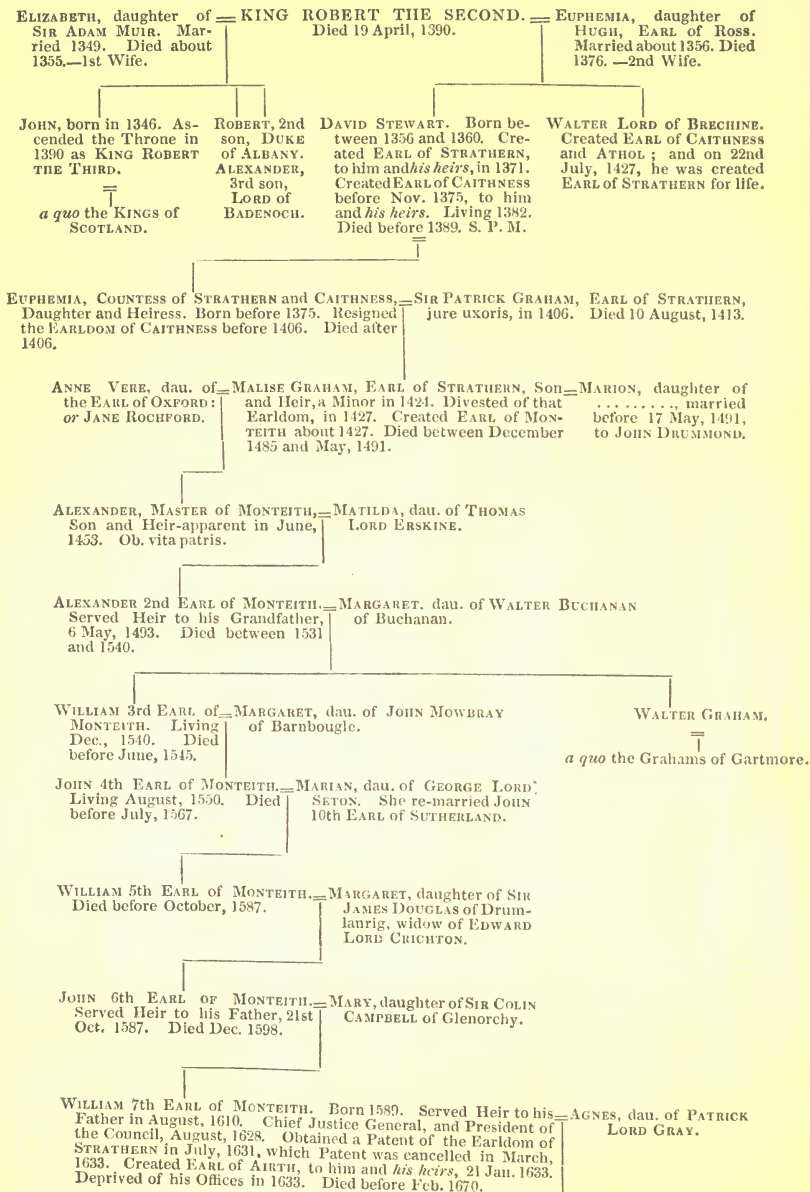 ELIZABETH, daughter of
SIR ADAM MUIR. Mar-
ried 1349. Died about
1355.—1st Wife.
KING ROBERT THE SECOND.
Died 19 April, 1390.
EUPHEMIA, daughter of
HUGH, EARL of Ross.
Married about 1356. Died
1376. —2nd Wife.
JOHN, born in 1346. As-
cended the Throne in
1390 as KING ROBERT
THE THIRD.
a quo the KINGS of
SCOTLAND.
ROBERT, 2nd
son, DUKE
of ALBANY.
ALEXANDER,
3rd son,
LORD of
BADENOCH.
DAVID STEWART. Born be-
tween 1356 and 1360. Cre-
ated EARL of STRATHERN,
to him and his heirs, in 1371.
Created EARL of CAITHNESS
before Nov. 1375, to him
and his heirs. Living 1382.
Died before 1389. S. P. M.
WALTER LORD of BRECHINE.
Created EARL of CAITHNESS
and ATHOL ; and on 22nd
July, 1427, he was created
EARL of STRATHERN for life.
EUPHEMIA, COUNTESS of STRATHERN and CAITHNESS,
Daughter and Heiress. Born before 1375. Resigned
the EARLDOM of CAITHNESS before 1406. Died after
1406.
SIR PATRICK GRAHAM, EARL of STRATHERN,
jure uxoris, in 1406. Died 10 August, 1413.
ANNE VERE, dau. of
the EARL of OXFORD :
or JANE ROCHFORD.
MALISE GRAHAM, EARL of STRATHERN, Son
and Heir, a Minor in 1424. Divested of that
Earldom, in 1427. Created EARL of MON-
TEITH about 1427. Died between December
1485 and May, 1491.
MARION, daughter of
. . . . . . . . ., married
before 17 May, 1491,
to JOHN DRUMMOND.
ALEXANDER, MASTER of MONTEITH,
Son and Heir-apparent in June,
1453. Ob. vita patris.
MATILDA, dau. of THOMAS
LORD ERSKINE.
ALEXANDER 2nd EARL of MONTEITH.
Served Heir to his Grandfather,
6 May, 1493. Died between 1531
and 1540.
MARGARET. dau. of WALTER BUCHANAN
of Buchanan.
WILLIAM 3rd EARL of
MONTEITH. Living
Dec., 1540. Died
before June, 1545.
MARGARET, dau. of JOHN MOWBRAY
of Barnbougle.
WALTER GRAHAM.
a quo the Grahams of Gartmore.
JOHN 4th EARL of MONTEITH.
Living August, 1550. Died
before July, 1567.
MARIAN, dau. of GEORGE LORD
SETON. She re-married JOHN
10th EARL of SUTHERLAND.
WILLIAM 5th EARL of MONTEITH.
Died before October, 1587.
MARGARET, daughter of SIR
JAMES DOUGLAS of Drum-
lanrig, widow of EDWARD
LORD CRICHTON.
JOHN 6th EARL OF MONTEITH.
Served Heir to his Father, 21st
Oct. 1587. Died Dec. 1598.
MARY, daughter of SIR COLIN
CAMPBELL of Glenorchy.
WILLIAM 7th EARL of MONTEITH. Born 1589. Served Heir to his
Father in August, 1610. Chief Justice General, and President of
the Council, August, 1628. Obtained a Patent of the Earldom of
STRATHERN in July, 1631, which Patent was cancelled in March,
1633. Created EARL of AIRTH, to him and his heirs, 21 Jan. 1633.
Deprived of his Offices in 1633. Died before Feb. 1670.
AGNES, dau. of PATRICK
LORD GRAY.